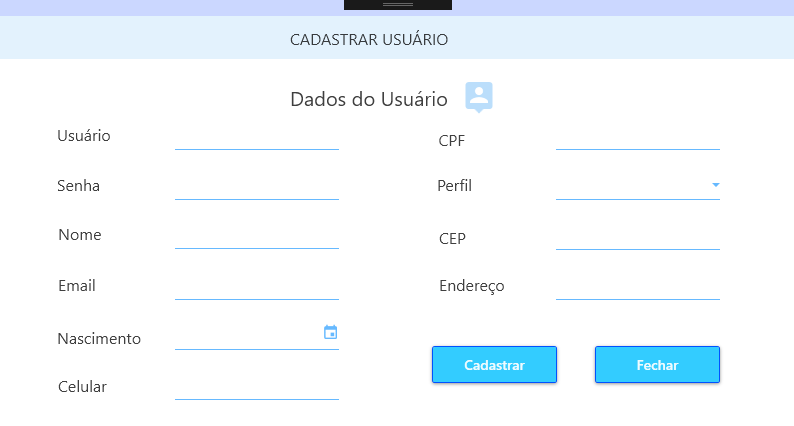 CADASTRAR USUÁRIO
Dados do Usuário
Usuário
CPF
Senha
Perfil
Nome
CEP
Email
Endereço
Nascimento
Cadastrar
Fechar
Celular